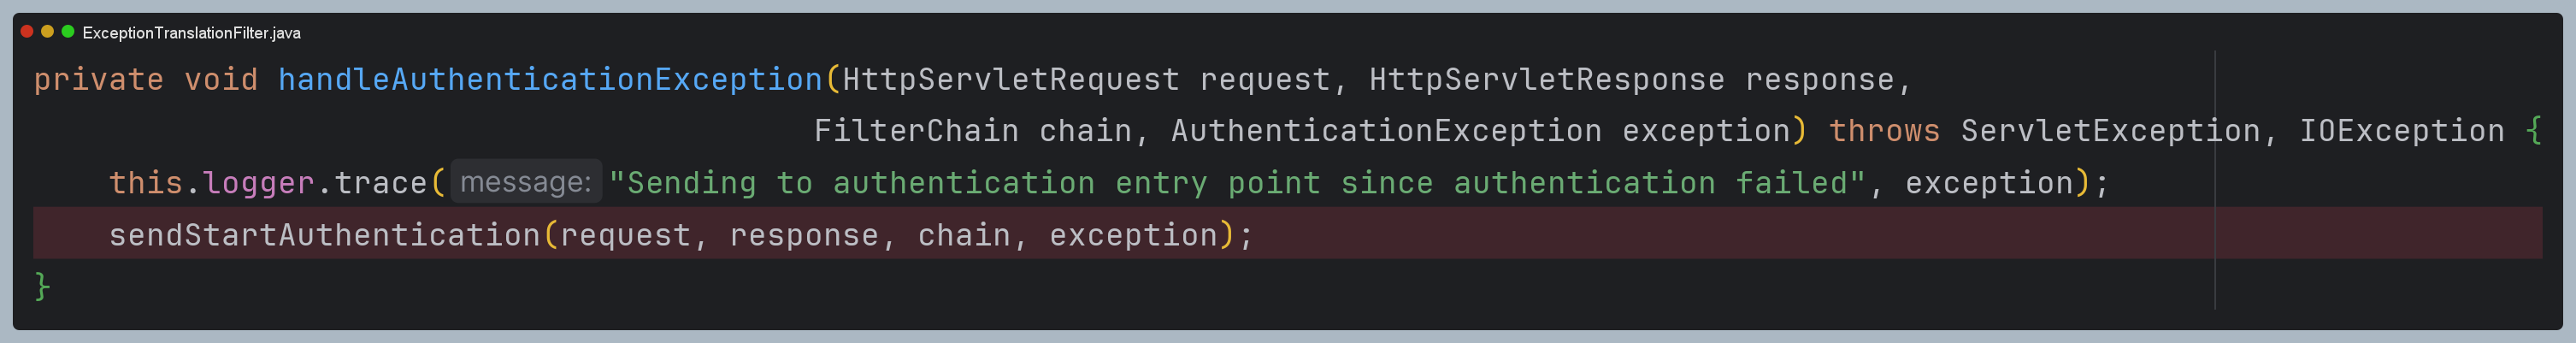 ExceptionTranslationFilter.java
private void handleAuthenticationException(HttpServletRequest request, HttpServletResponse response,
FilterChain chain, AuthenticationException exception) throws ServletException, IOException {
this.logger.trace( message: "Sending to authentication entry point since authentication failed", exception);
sendStartAuthentication(request, response, chain, exception);
}